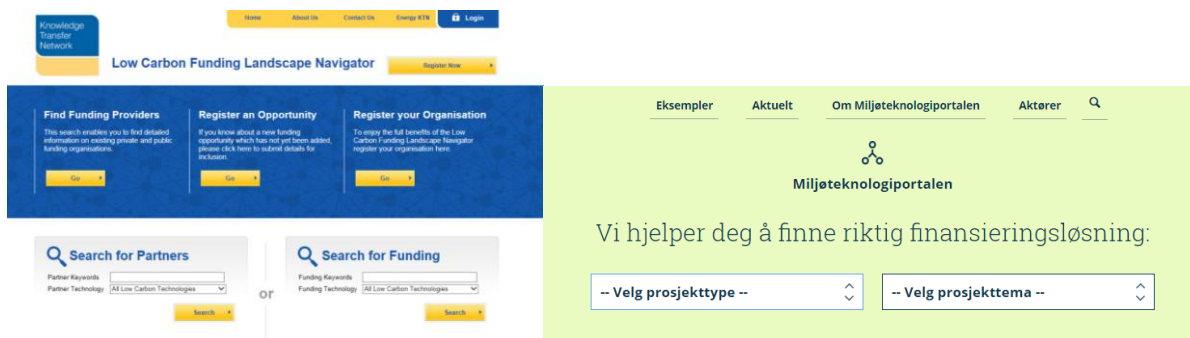 Knowledge
Transfer
Network
Home About Us Contact Us Energy KTN Login
Low Carbon Funding Landscape Navigator
Register Now
Find Funding Providers
This search enables you to find detailed
information on existing private and public
funding organisations.
Go
Register an Opportunity
If you know about a new funding
opportunity which has not yet been added,
please click here to submit details for
inclusion.
Go
Register your Organisation
To enjoy the full benefits of the Low
Carbon Funding Landscape Navigator
register your organisation here.
Go
Search for Partners
Partner Keywords
Partner Technology All Low Carbon Technologies
Search
or
Search for Funding
Funding Keywords
Funding Technology All Low Carbon Technologies
Search
Eksempler Aktuelt Om Miljøteknologiportalen Aktører
Miljøteknologiportalen
Vi hjelper deg å finne riktig finansieringsløsning:
-- Velg prosjekttype -- -- Velg prosjekttema --